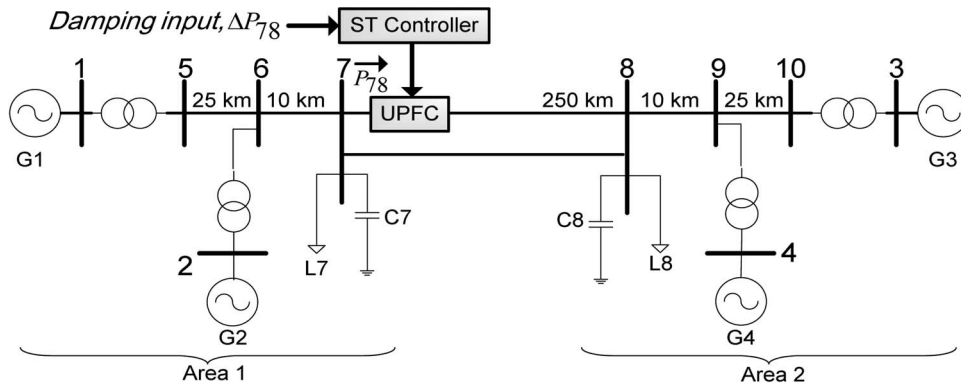 Damping input, ΔP78
ST Controller
1
5
6
7
P78
8
9
10
3
25 km
10 km
UPFC
250 km
10 km
25 km
G1
G3
C7
C8
L7
L8
2
4
G2
G4
Area 1
Area 2